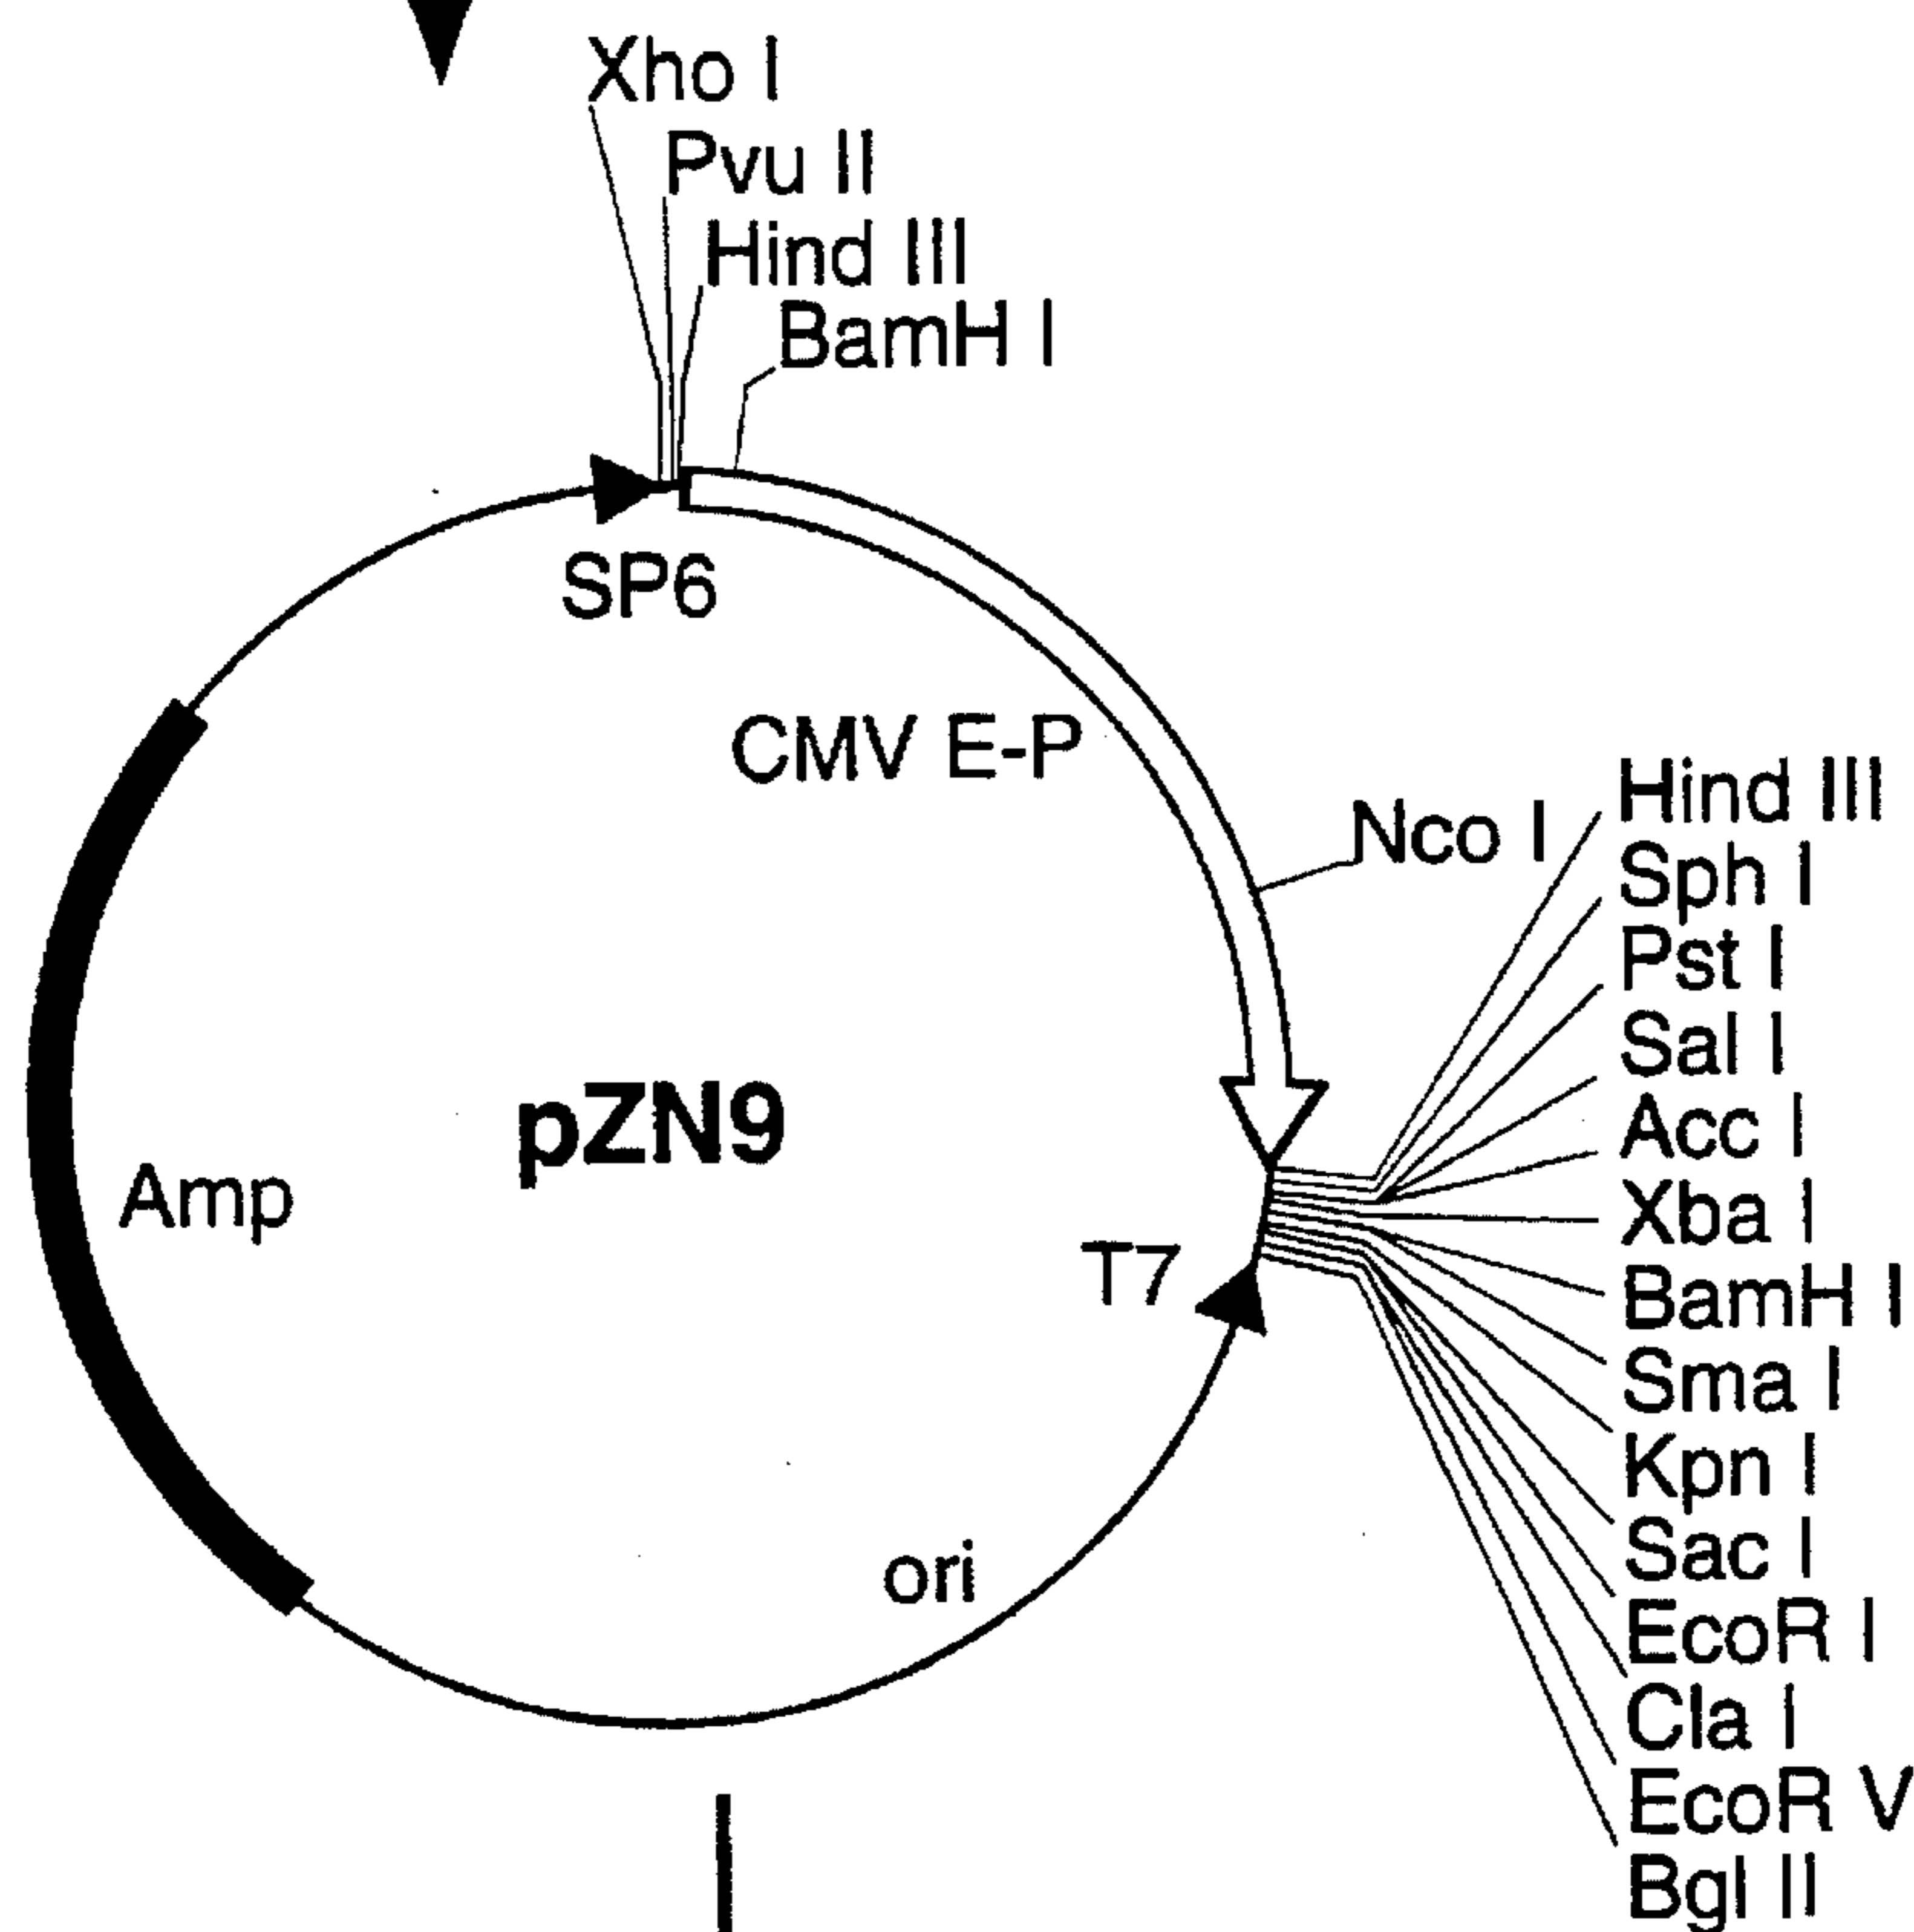 Xho I
Pvu II
Hind III
BamH I
SP6
CMV E-P
Nco I
Hind III
Sph I
Pst I
Sal I
Acc I
Xba I
BamH I
Sma I
Kpn I
Sac I
EcoR I
Cla I
EcoR V
Bgl II
pZN9
Amp
T7
ori